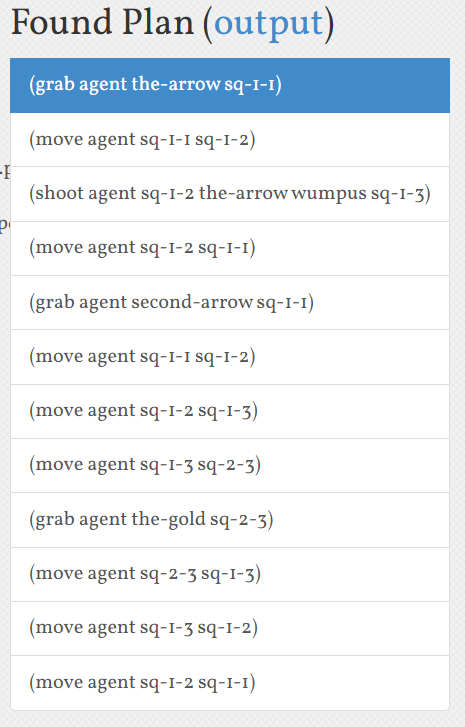 Found Plan (output)
(grab agent the-arrow sq-1-1)
(move agent sq-1-1 sq-1-2)
(shoot agent sq-1-2 the-arrow wumpus sq-1-3)
(move agent sq-1-2 sq-1-1)
(grab agent second-arrow sq-1-1)
(move agent sq-1-1 sq-1-2)
(move agent sq-1-2 sq-1-3)
(move agent sq-1-3 sq-2-3)
(grab agent the-gold sq-2-3)
(move agent sq-2-3 sq-1-3)
(move agent sq-1-3 sq-1-2)
(move agent sq-1-2 sq-1-1)